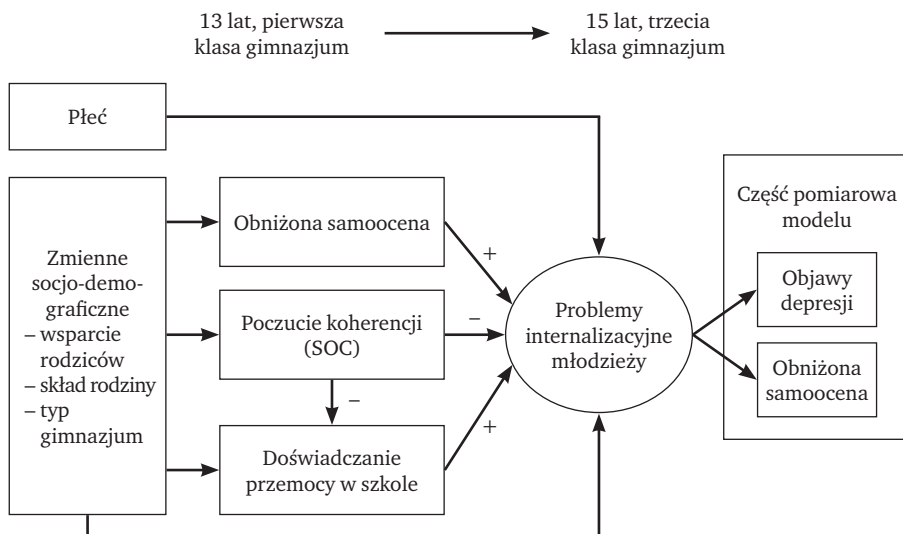 13 lat, pierwsza
klasa gimnazjum
15 lat, trzecia
klasa gimnazjum
Płeć
Zmienne
socjo-demo-
graficzne
– wsparcie
rodziców
– skład rodziny
– typ
gimnazjum
Obniżona samoocena
+
Poczucie koherencji
(SOC)
–
–
Doświadczanie
przemocy w szkole
+
Problemy
internalizacyjne
młodzieży
Część pomiarowa
modelu
Objawy
depresji
Obniżona
samoocena